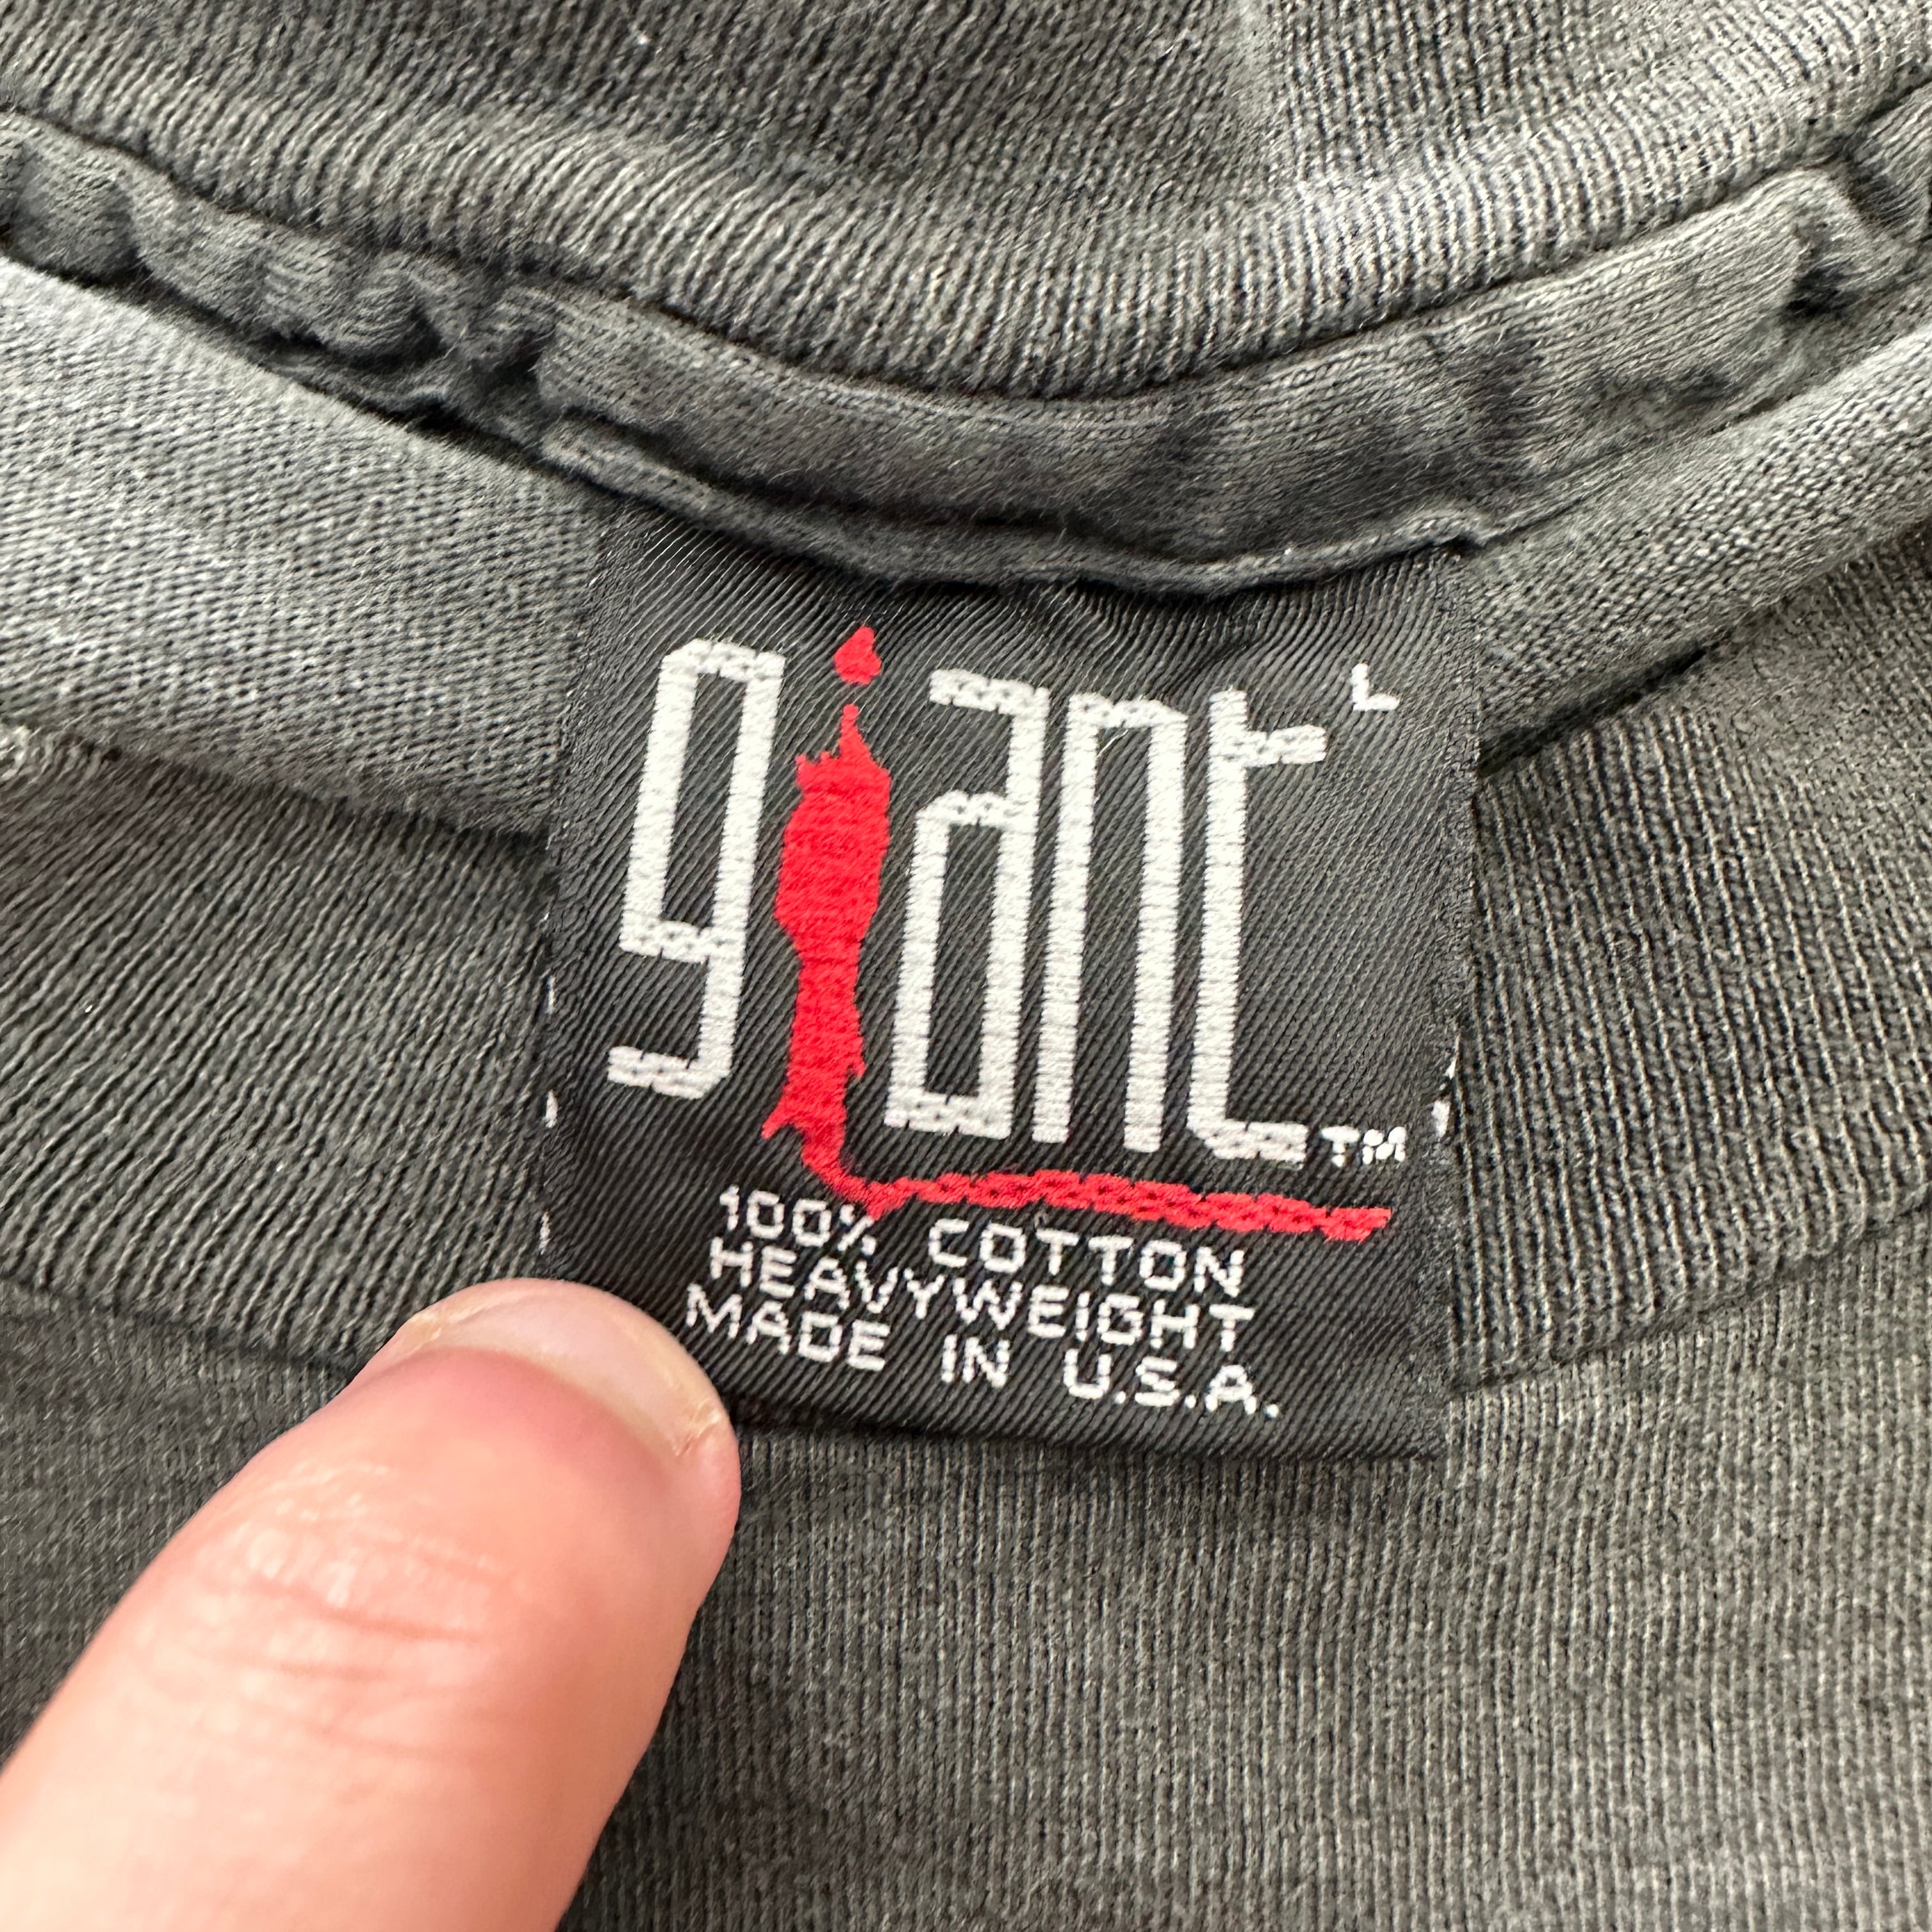 giant L
TM
100% COTTON
HEAVYWEIGHT
MADE IN U.S.A.